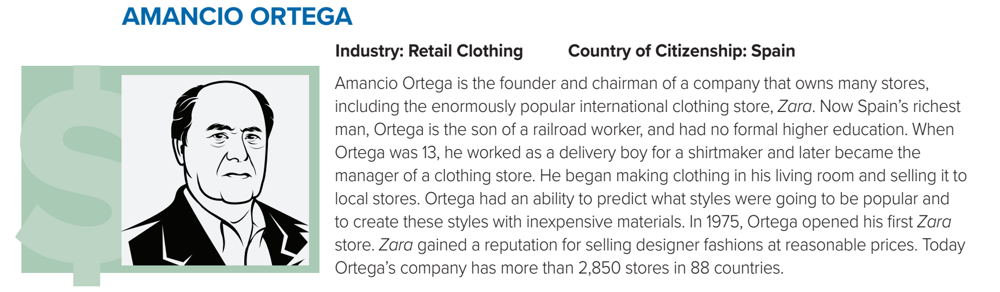 AMANCIO ORTEGA
Industry: Retail Clothing Country of Citizenship: Spain
Amancio Ortega is the founder and chairman of a company that owns many stores,
including the enormously popular international clothing store, Zara. Now Spain’s richest
man, Ortega is the son of a railroad worker, and had no formal higher education. When
Ortega was 13, he worked as a delivery boy for a shirtmaker and later became the
manager of a clothing store. He began making clothing in his living room and selling it to
local stores. Ortega had an ability to predict what styles were going to be popular and
to create these styles with inexpensive materials. In 1975, Ortega opened his first Zara
store. Zara gained a reputation for selling designer fashions at reasonable prices. Today
Ortega’s company has more than 2,850 stores in 88 countries.
$